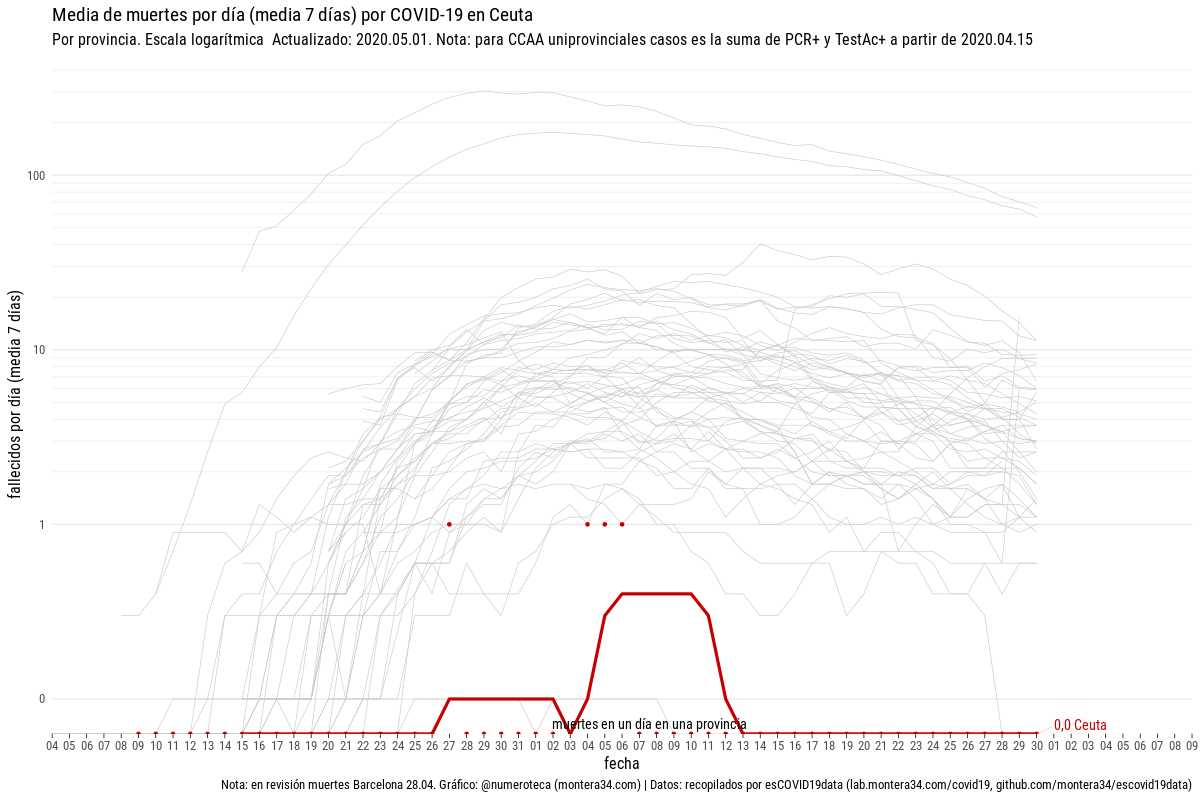 Media de muertes por día (media 7 días) por COVID-19 en Ceuta
Por provincia. Escala logarítmica  Actualizado: 2020.05.01. Nota: para CCAA uniprovinciales casos es la suma de PCR+ y TestAc+ a partir de 2020.04.15
fallecidos por día (media  7 días)
100
10
1
0
muertes en un día en una provincia
0,0 Ceuta
04 05 06 07 08 09 10 11 12 13 14 15 16 17 18 19 20 21 22 23 24 25 26 27 28 29 30 31 01 02 03 04 05 06 07 08 09 10 11 12 13 14 15 16 17 18 19 20 21 22 23 24 25 26 27 28 29 30 01 02 03 04 05 06 07 08 09
fecha
Nota: en revisión muertes Barcelona 28.04. Gráfico: @numeroteca (montera34.com) | Datos: recopilados por esCOVID19data (lab.montera34.com/covid19, github.com/montera34/escovid19data)